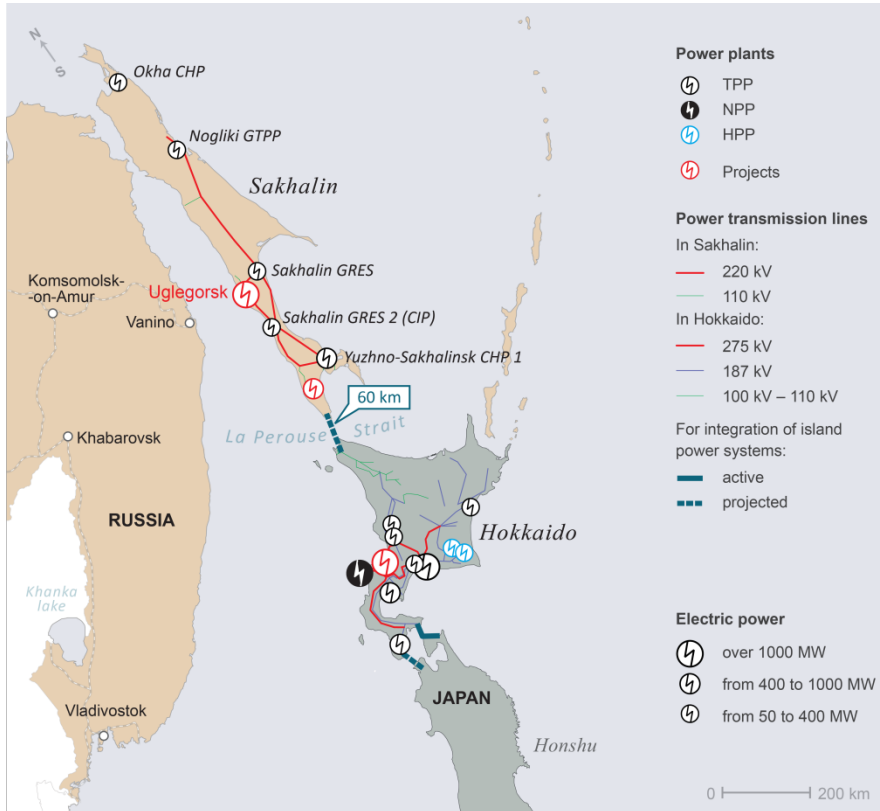 N
S
Okha CHP
Nogliki GTPP
Sakhalin
Sakhalin GRES
Komsomolsk-
-on-Amur
Uglegorsk
Vanino
Sakhalin GRES 2 (CIP)
Yuzhno-Sakhalinsk CHP 1
60 km
La Perouse Strait
Khabarovsk
RUSSIA
Hokkaido
Khanka
lake
Vladivostok
JAPAN
Honshu
Power plants
TPP
NPP
HPP
Projects
Power transmission lines
In Sakhalin:
220 kV
110 kV
In Hokkaido:
275 kV
187 kV
100 kV – 110 kV
For integration of island
power systems:
active
projected
Electric power
over 1000 MW
from 400 to 1000 MW
from 50 to 400 MW
0 200 km